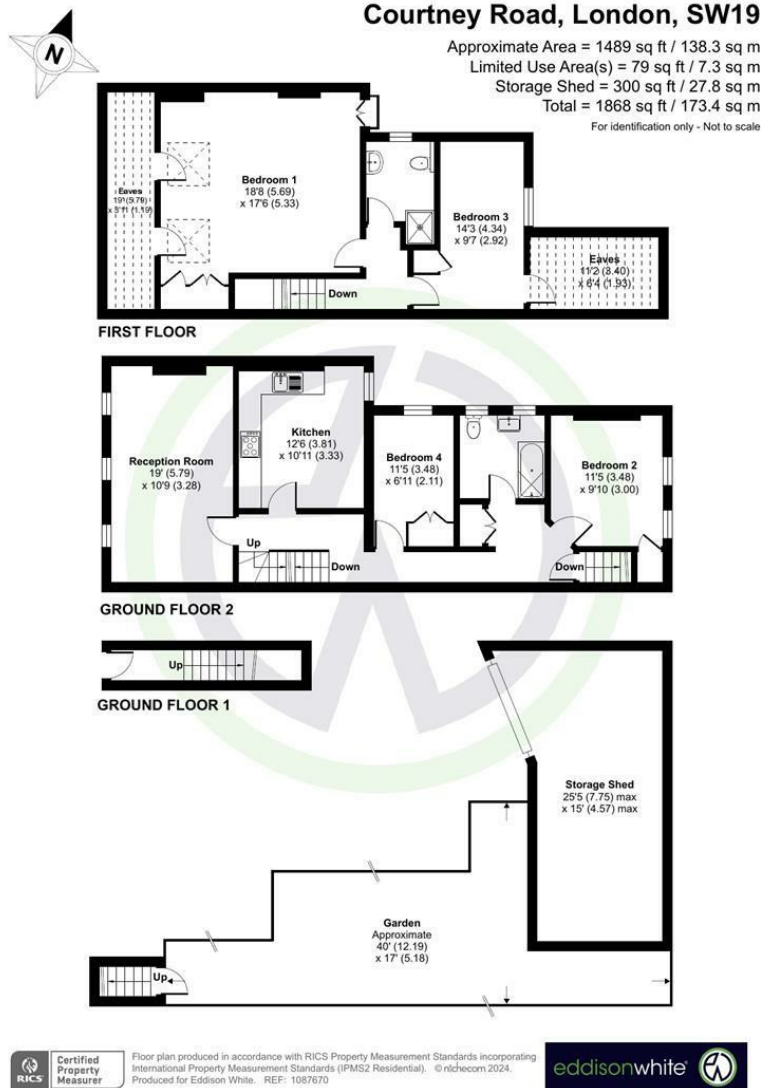 Courtney Road, London, SW19
Approximate Area = 1489 sq ft / 138.3 sq m
Limited Use Area(s) = 79 sq ft / 7.3 sq m
Storage Shed = 300 sq ft / 27.8 sq m
Total = 1868 sq ft / 173.4 sq m
For identification only - Not to scale
N
Eaves
19' (5.79)
x 3'11 (1.19)
Bedroom 1
18'8 (5.69)
x 17'6 (5.33)
Bedroom 3
14'3 (4.34)
x 9'7 (2.92)
Eaves
11'2 (3.40)
x 6'4 (1.93)
Down
FIRST FLOOR
Reception Room
19' (5.79)
x 10'9 (3.28)
Kitchen
12'6 (3.81)
x 10'11 (3.33)
Bedroom 4
11'5 (3.48)
x 6'11 (2.11)
Bedroom 2
11'5 (3.48)
x 9'10 (3.00)
Up
Down
Down
GROUND FLOOR 2
Up
GROUND FLOOR 1
Storage Shed
25'5 (7.75) max
x 15' (4.57) max
Garden
Approximate
40' (12.19)
x 17' (5.18)
Up
RICS
Certified
Property
Measurer
Floor plan produced in accordance with RICS Property Measurement Standards incorporating
International Property Measurement Standards (IPMS2 Residential). © nichecom 2024.
Produced for Eddison White. REF: 1087670
eddisonwhite